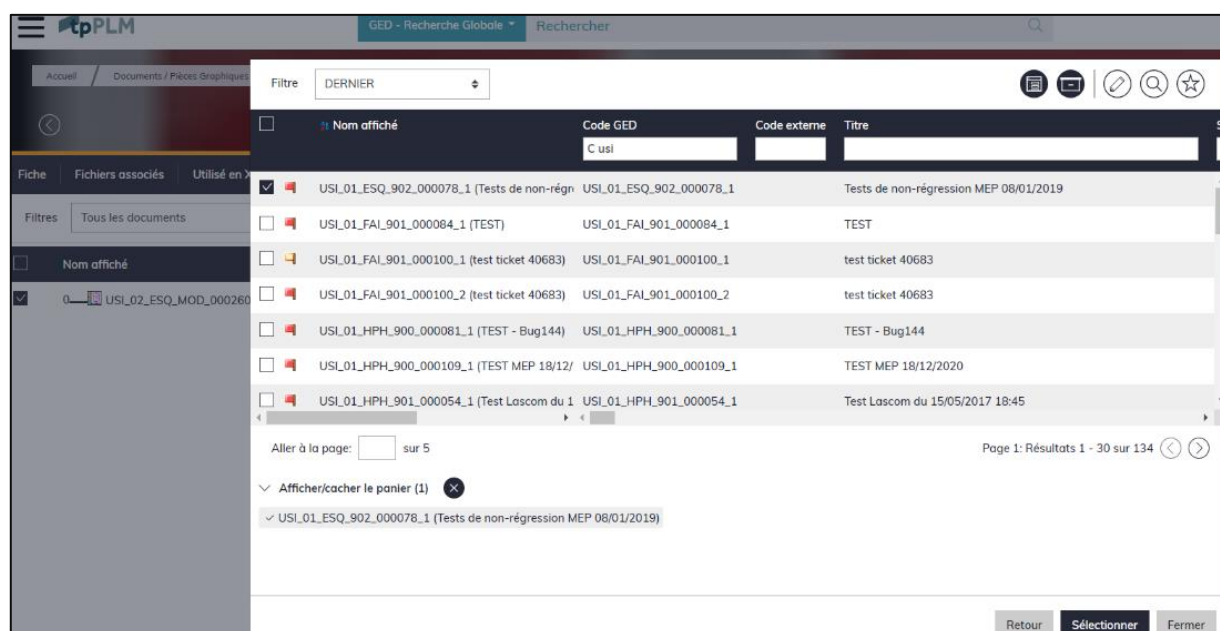 tpPLM GED - Recherche Globale Rechercher
Accueil / Documents / Pièces Graphiques
Filtre DERNIER
Nom affiché Code GED Code externe Titre
C usi
Fiche Fichiers associés Utilisé en
Filtres Tous les documents
Nom affiché
0 USI_02_ESQ_MOD_000260
USI_01_ESQ_902_000078_1 (Tests de non-régr USI_01_ESQ_902_000078_1 Tests de non-régression MEP 08/01/2019
USI_01_FAI_901_000084_1 (TEST) USI_01_FAI_901_000084_1 TEST
USI_01_FAI_901_000100_1 (test ticket 40683) USI_01_FAI_901_000100_1 test ticket 40683
USI_01_FAI_901_000100_2 (test ticket 40683) USI_01_FAI_901_000100_2 test ticket 40683
USI_01_HPH_900_000081_1 (TEST - Bug144) USI_01_HPH_900_000081_1 TEST - Bug144
USI_01_HPH_900_000109_1 (TEST MEP 18/12/ USI_01_HPH_900_000109_1 TEST MEP 18/12/2020
USI_01_HPH_901_000054_1 (Test Lascom du 1 USI_01_HPH_901_000054_1 Test Lascom du 15/05/2017 18:45
Aller à la page: sur 5 Page 1: Résultats 1 - 30 sur 134
Afficher/cacher le panier (1)
USI_01_ESQ_902_000078_1 (Tests de non-régression MEP 08/01/2019)
Retour Sélectionner Fermer